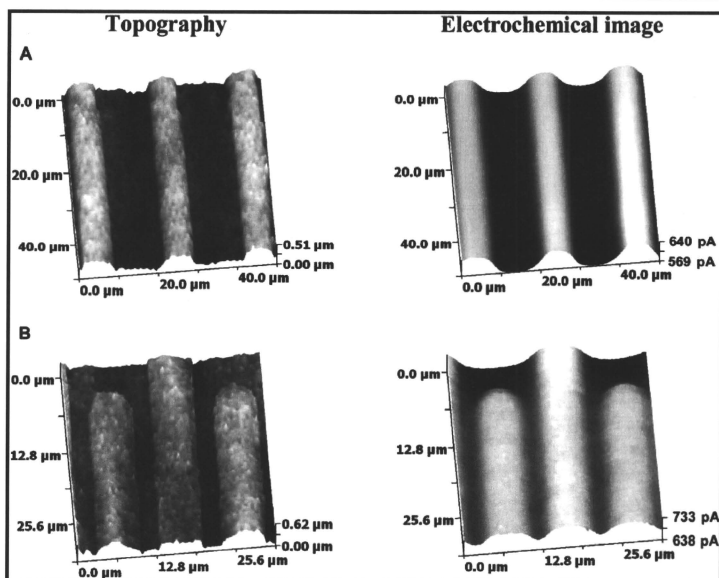 Topography
Electrochemical image
A
0.0 µm
20.0 µm
40.0 µm
0.51 µm
0.00 µm
0.0 µm
20.0 µm
40.0 µm
0.0 µm
20.0 µm
40.0 µm
640 pA
569 pA
0.0 µm
20.0 µm
40.0 µm
B
0.0 µm
12.8 µm
25.6 µm
0.62 µm
0.00 µm
0.0 µm
12.8 µm
25.6 µm
0.0 µm
12.8 µm
25.6 µm
733 pA
638 pA
0.0 µm
12.8 µm
25.6 µm